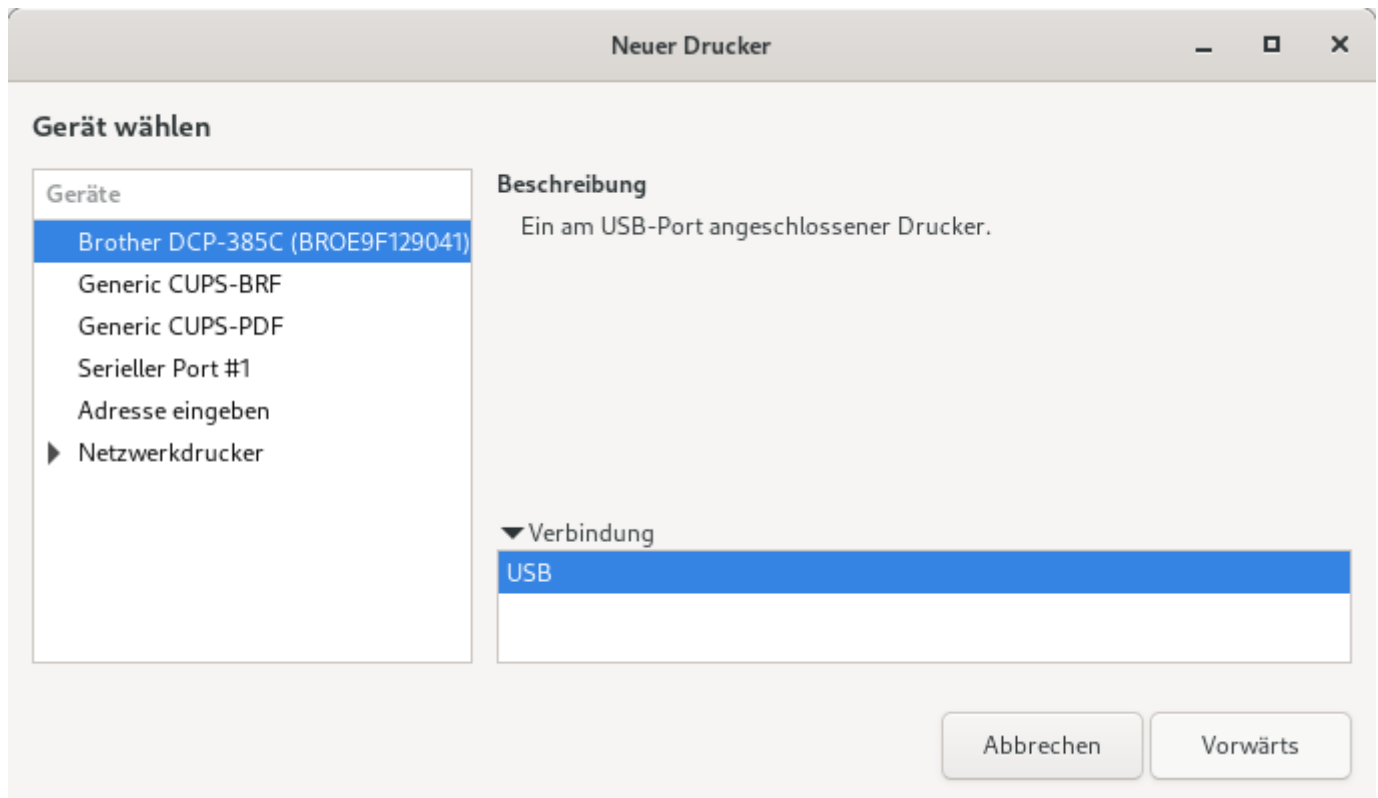 Neuer Drucker
Gerät wählen
Geräte
Brother DCP-385C (BROE9F129041)
Generic CUPS-BRF
Generic CUPS-PDF
Serieller Port #1
Adresse eingeben
Netzwerkdrucker
Beschreibung
Ein am USB-Port angeschlossener Drucker.
Verbindung
USB
Abbrechen
Vorwärts